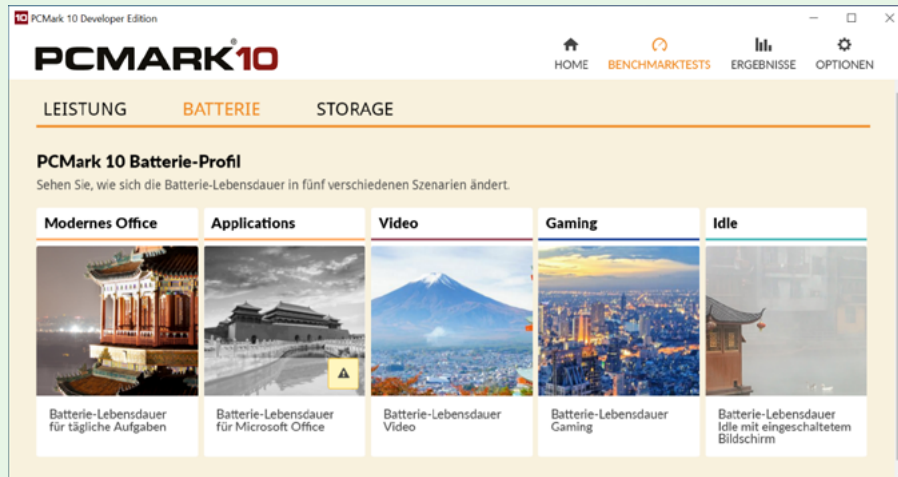 10 PCMark 10 Developer Edition
PCMARK®10
HOME BENCHMARKTESTS ERGEBNISSE OPTIONEN
LEISTUNG BATTERIE STORAGE
PCMark 10 Batterie-Profil
Sehen Sie, wie sich die Batterie-Lebensdauer in fünf verschiedenen Szenarien ändert.
Modernes Office
Batterie-Lebensdauer
für tägliche Aufgaben
Applications
Batterie-Lebensdauer
für Microsoft Office
Video
Batterie-Lebensdauer
Video
Gaming
Batterie-Lebensdauer
Gaming
Idle
Batterie-Lebensdauer
Idle mit eingeschaltetem
Bildschirm